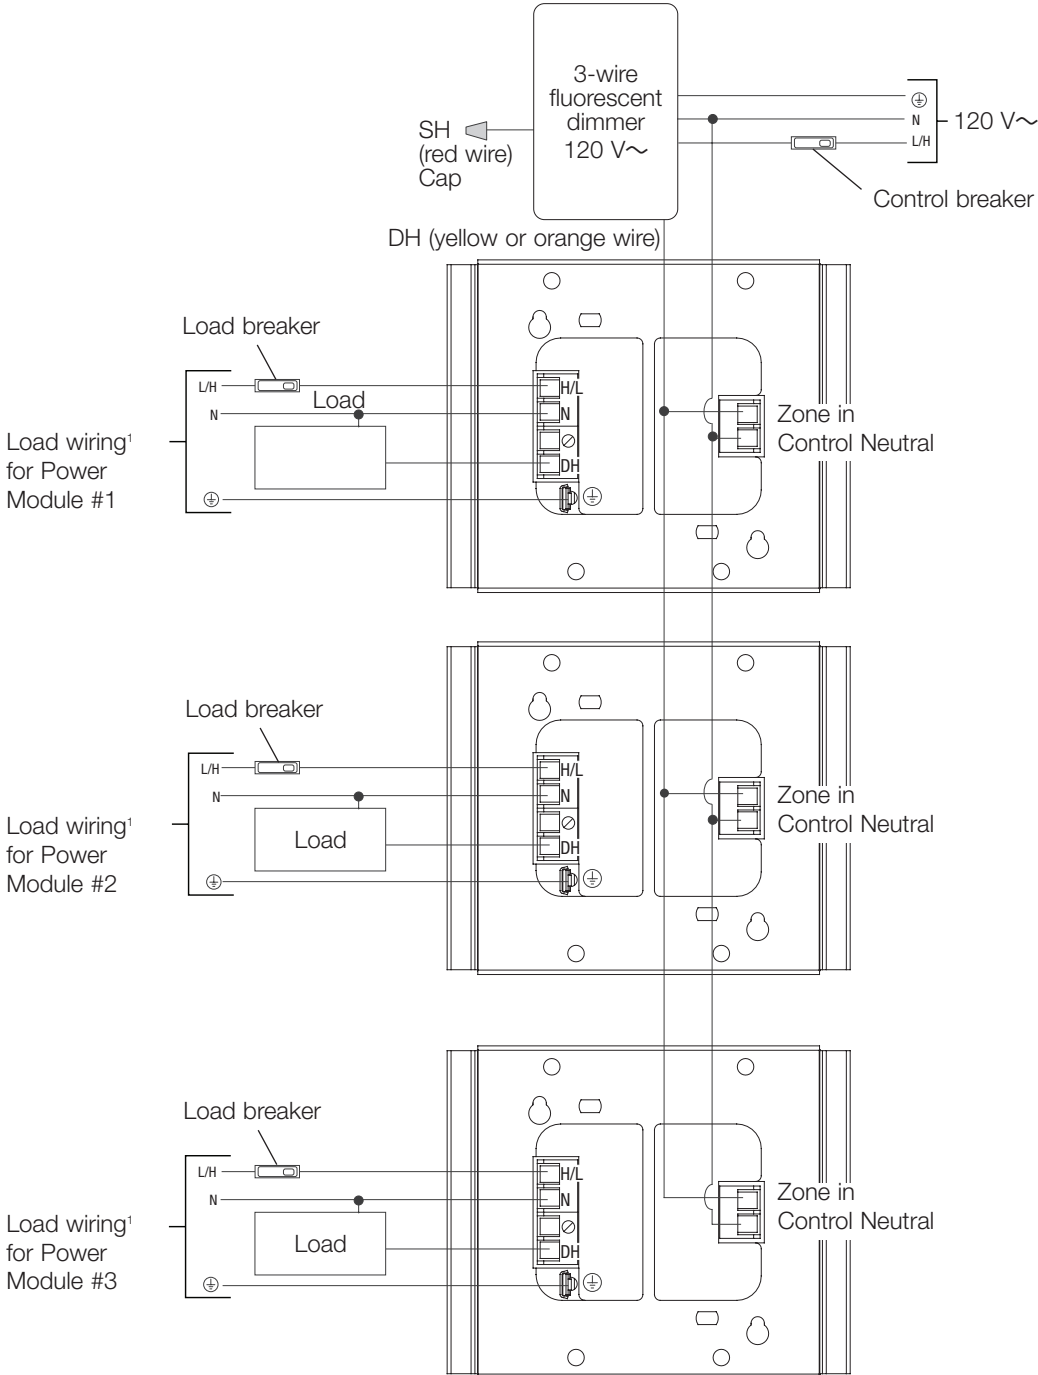 3-wire
fluorescent
dimmer
120 V~
SH
(red wire)
Cap
N
L/H
120 V~
Control breaker
DH (yellow or orange wire)
Load breaker
L/H
N
Load
Load wiring¹
for Power
Module #1
H/L
N
DH
Zone in
Control Neutral
Load breaker
L/H
N
Load
Load wiring¹
for Power
Module #2
H/L
N
DH
Zone in
Control Neutral
Load breaker
L/H
N
Load
Load wiring¹
for Power
Module #3
H/L
N
DH
Zone in
Control Neutral